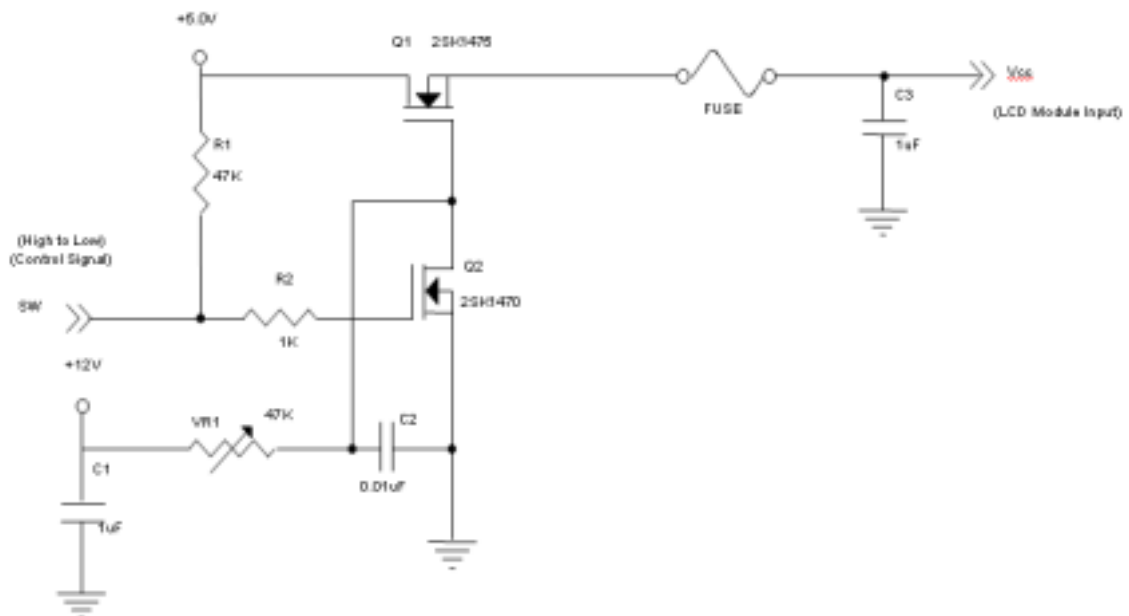 +5.0V
Q1 2SK1475
Vcc
C3
FUSE
(LCD Module Input)
R1
1uF
47K
(High to Low)
(Control Signal)
Q2
R2
SW
2SK1470
1K
+12V
VR1
47K
C2
C1
0.01uF
1uF